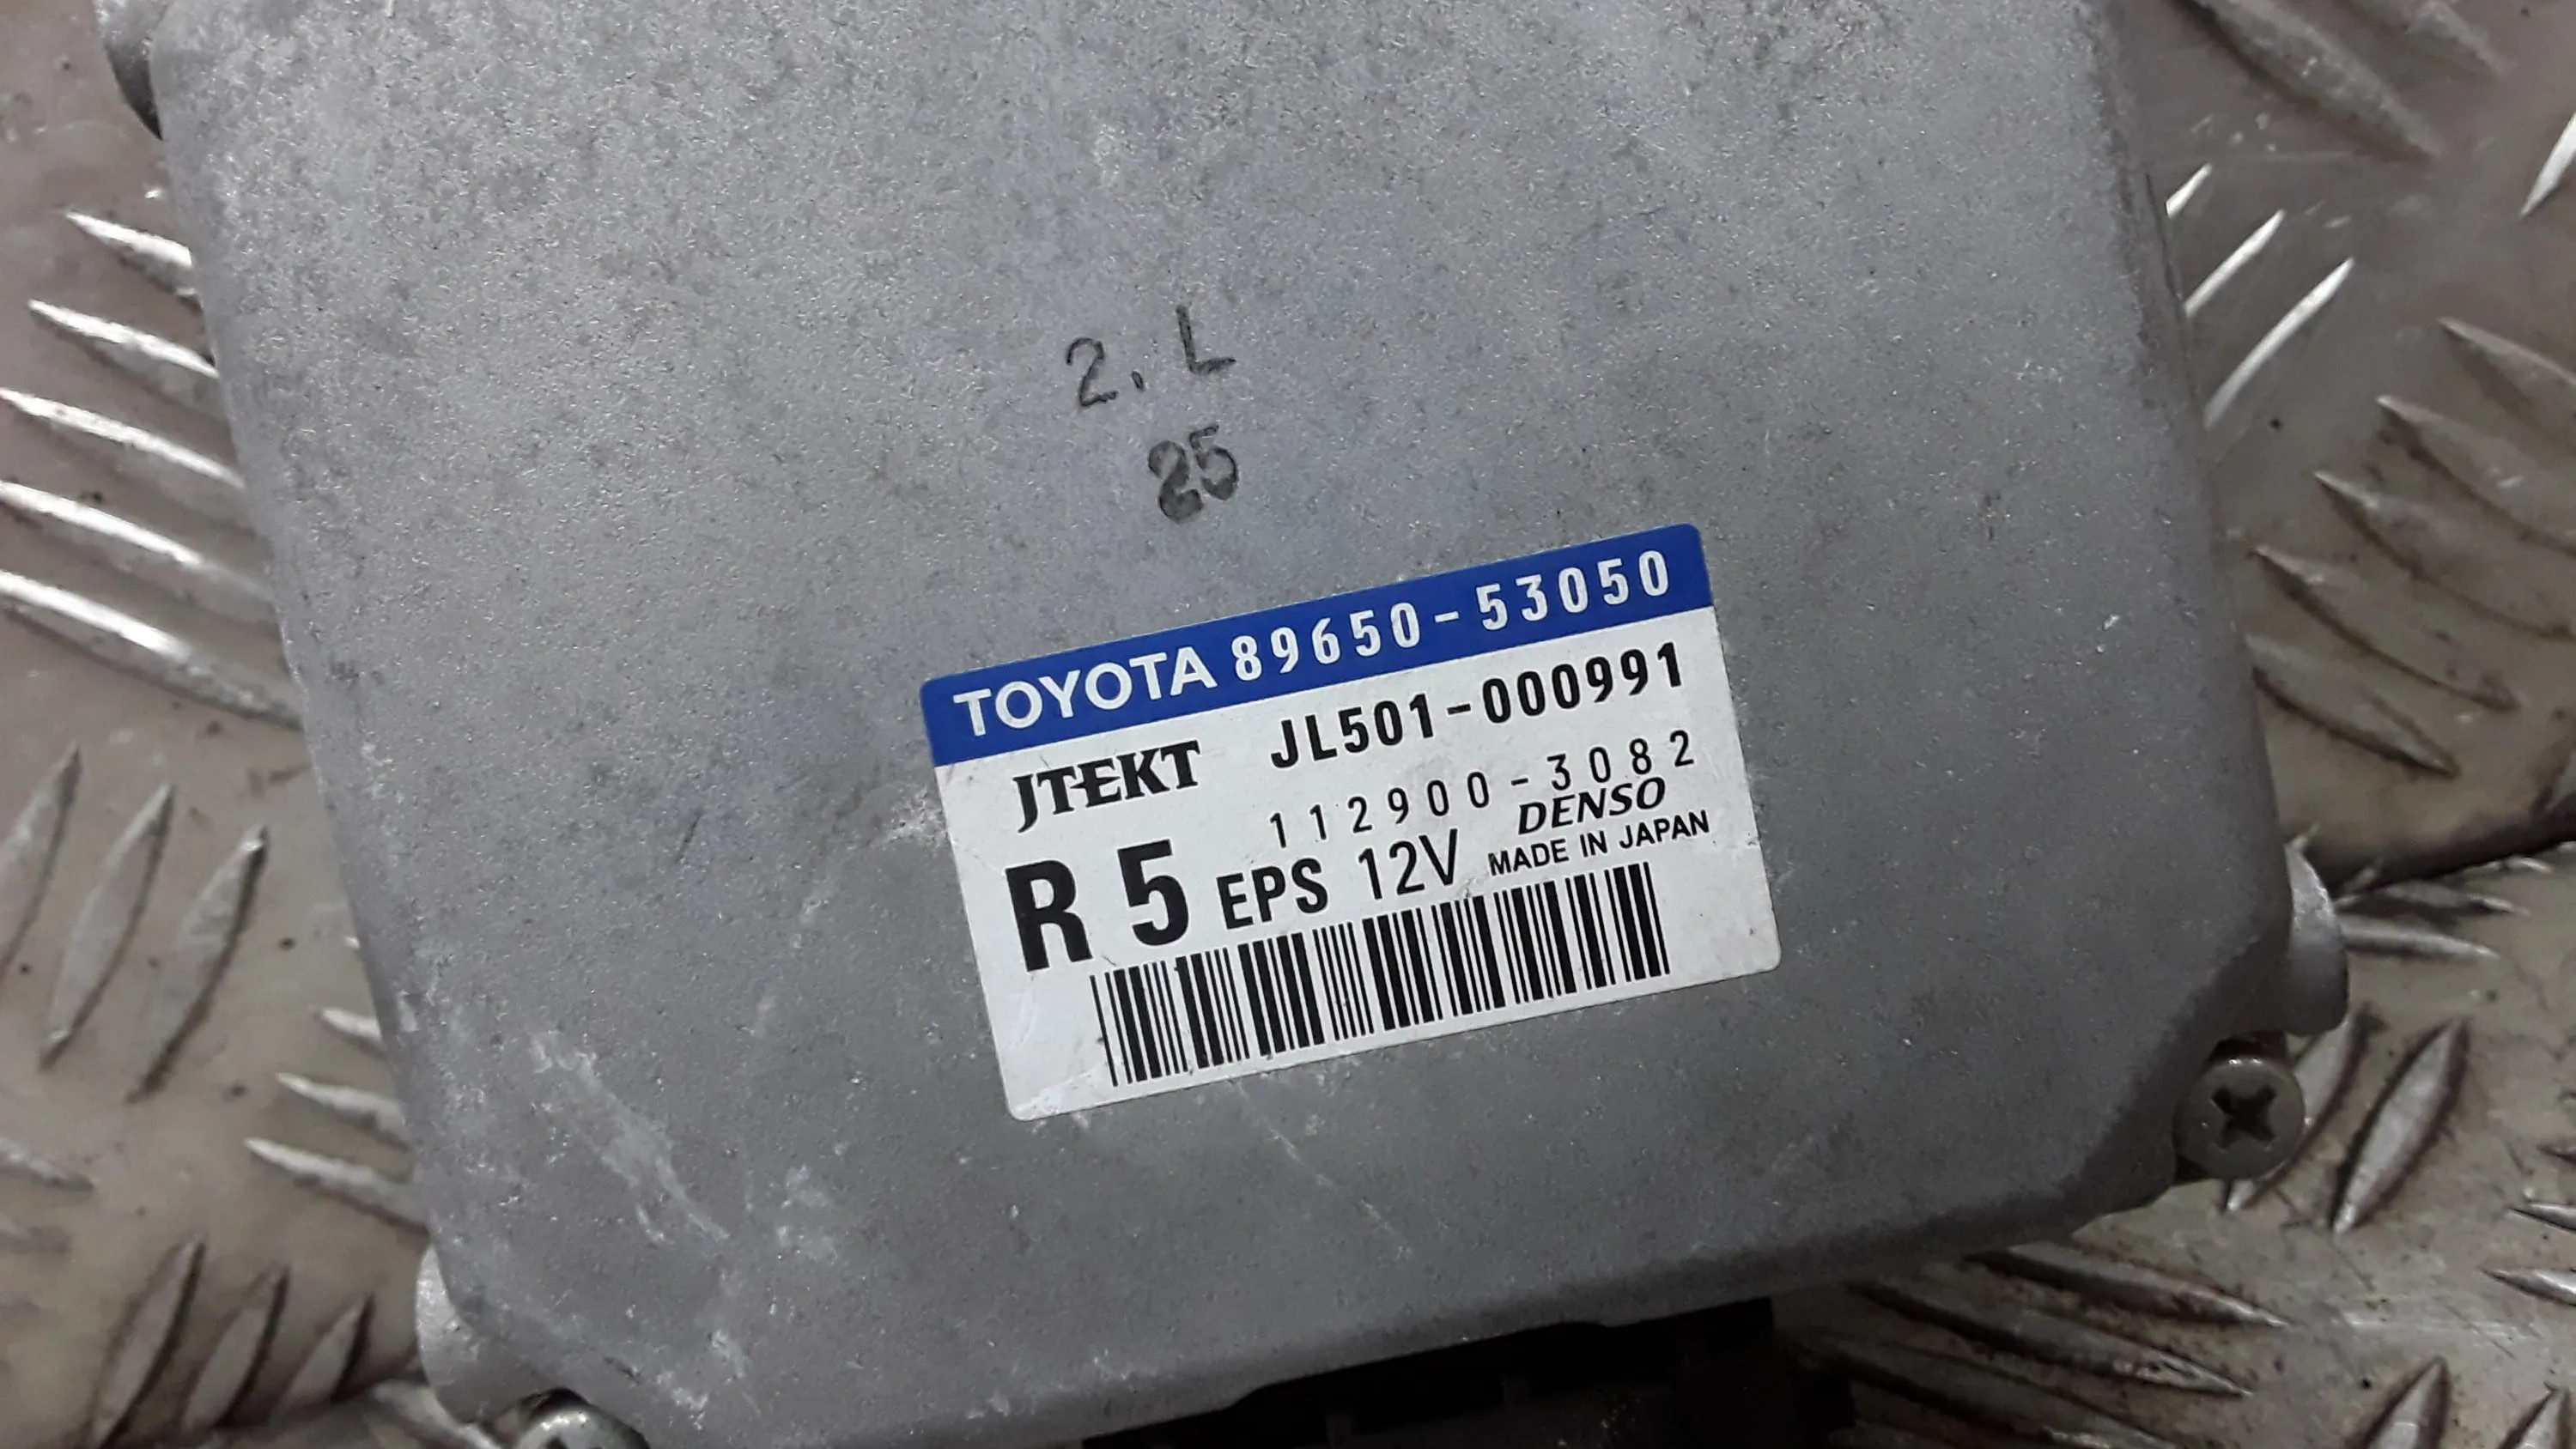 2. L
25
TOYOTA 89650-53050
JTEKT JL501-000991
112900-3082
DENSO
R 5 EPS 12V MADE IN JAPAN